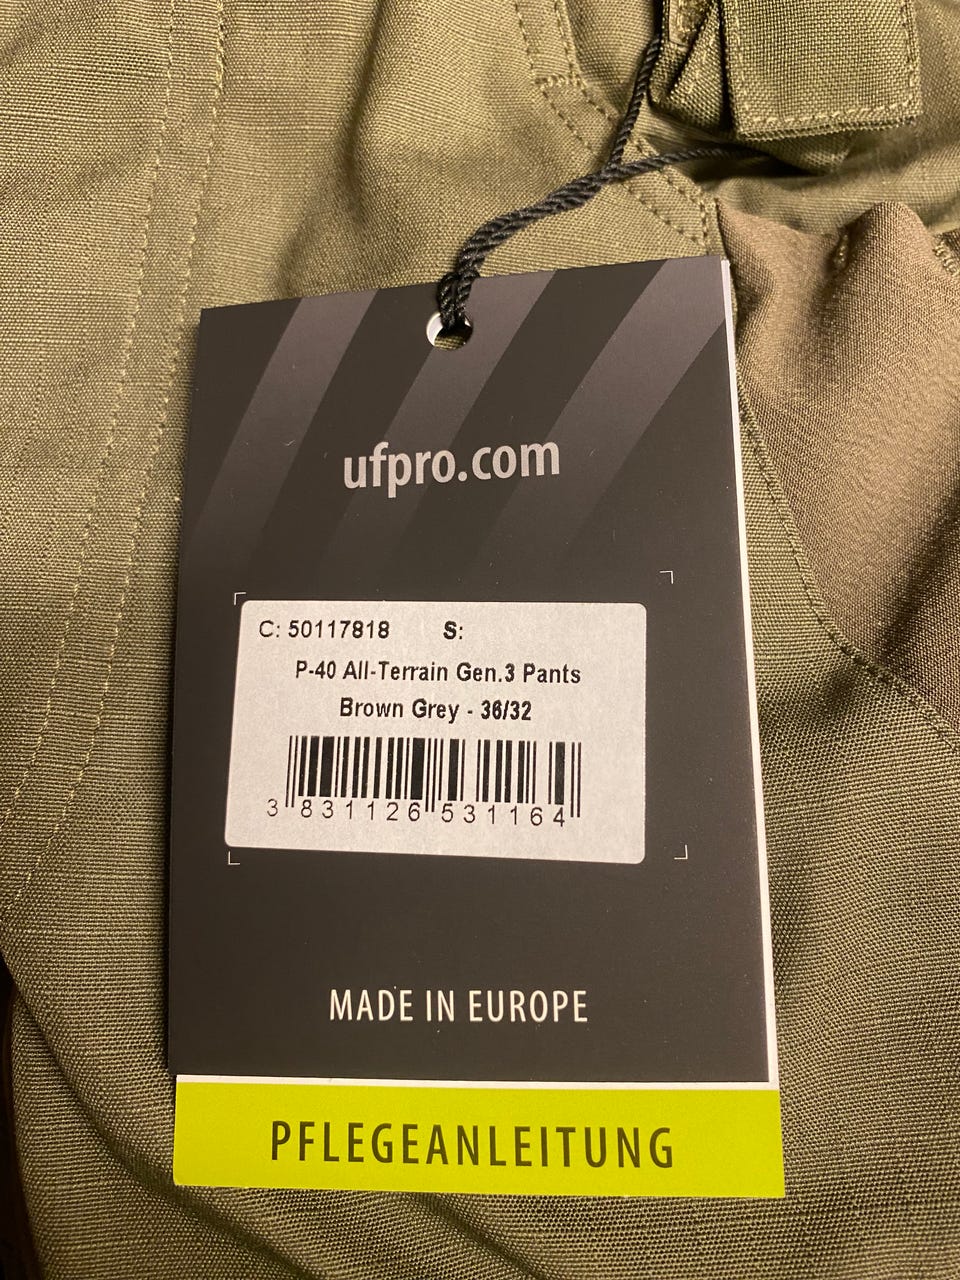 ufpro.com
C: 50117818 S:
P-40 All-Terrain Gen.3 Pants
Brown Grey - 36/32
3 831126 531164
MADE IN EUROPE
PFLEGEANLEITUNG